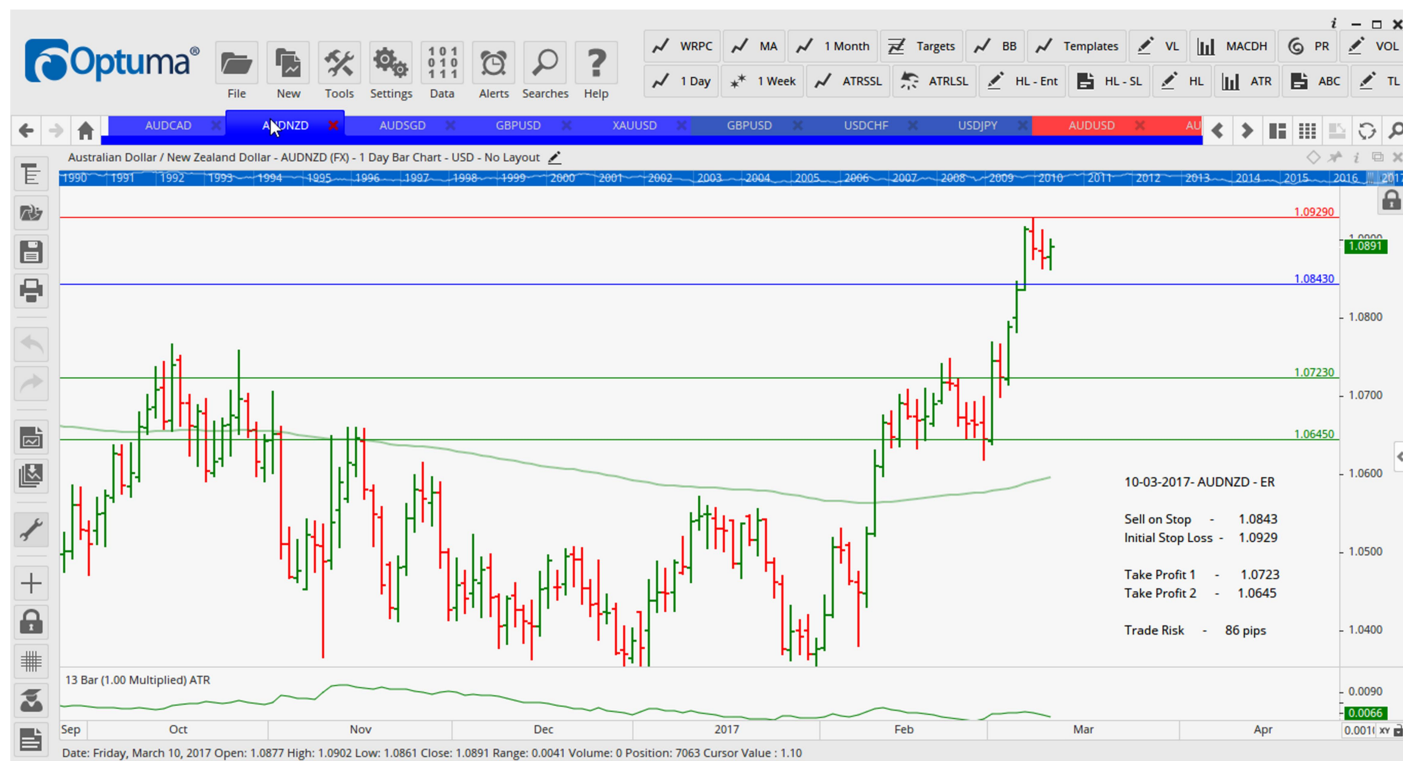 i
Optuma®
File
New
Tools
Settings
101
010
111
Data
Alerts
Searches
?
Help
WRPC
MA
1 Month
Targets
BB
Templates
VL
MACDH
PR
VOL
1 Day
1 Week
ATRSSL
ATRLSL
HL - Ent
HL - SL
HL
ATR
ABC
TL
AUDCAD
AUDNZD
AUDSGD
GBPUSD
XAUUSD
GBPUSD
USDCHF
USDJPY
AUDUSD
AU
Australian Dollar / New Zealand Dollar - AUDNZD (FX) - 1 Day Bar Chart - USD - No Layout
i
1990 1991 1992 1993 1994 1995 1996 1997 1998 1999 2000 2001 2002 2003 2004 2005 2006 2007 2008 2009 2010 2011 2012 2013 2014 2015 2016 2017
1.09290
1.0900
1.0891
1.08430
1.0800
1.07230
1.0700
1.06450
1.0600
10-03-2017- AUDNZD - ER
Sell on Stop - 1.0843
Initial Stop Loss - 1.0929
1.0500
Take Profit 1 - 1.0723
Take Profit 2 - 1.0645
Trade Risk - 86 pips
1.0400
13 Bar (1.00 Multiplied) ATR
0.0090
0.0066
Sep Oct Nov Dec 2017 Feb Mar Apr
XY
Date: Friday, March 10, 2017 Open: 1.0877 High: 1.0902 Low: 1.0861 Close: 1.0891 Range: 0.0041 Volume: 0 Position: 7063 Cursor Value : 1.10